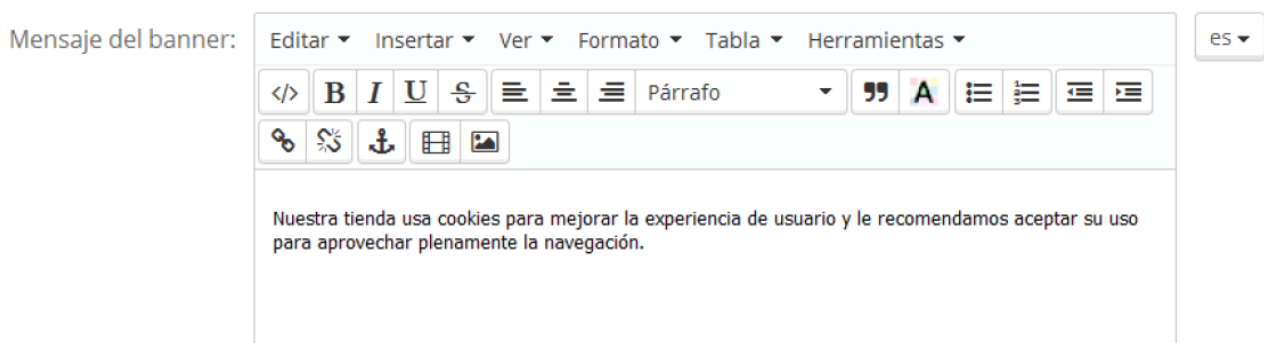 Mensaje del banner:
Editar Insertar Ver Formato Tabla Herramientas
es
</> B I U S Párrafo A
Nuestra tienda usa cookies para mejorar la experiencia de usuario y le recomendamos aceptar su uso
para aprovechar plenamente la navegación.